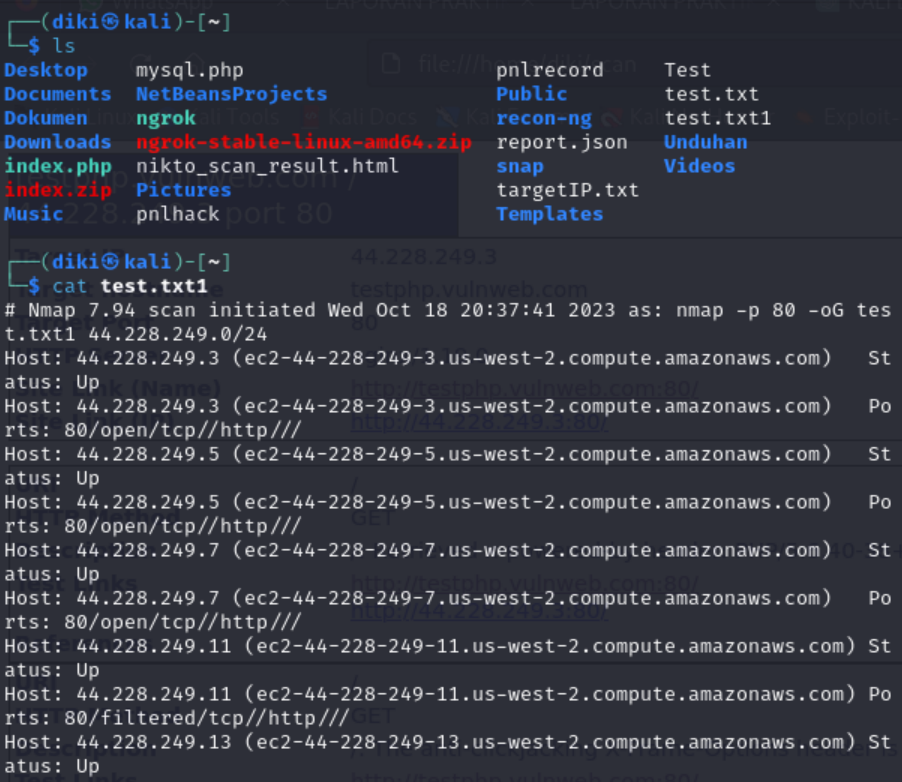 ┌──(diki㉿kali)-[~]
└─$ ls
Desktop mysql.php pnlrecord Test
Documents NetBeansProjects Public test.txt
Dokumen ngrok recon-ng test.txt1
Downloads ngrok-stable-linux-amd64.zip report.json Unduhan
index.php nikto_scan_result.html snap Videos
index.zip Pictures targetIP.txt
Music pnlhack Templates
┌──(diki㉿kali)-[~]
└─$ cat test.txt1
# Nmap 7.94 scan initiated Wed Oct 18 20:37:41 2023 as: nmap -p 80 -oG tes
t.txt1 44.228.249.0/24
Host: 44.228.249.3 (ec2-44-228-249-3.us-west-2.compute.amazonaws.com) St
atus: Up
Host: 44.228.249.3 (ec2-44-228-249-3.us-west-2.compute.amazonaws.com) Po
rts: 80/open/tcp//http///
Host: 44.228.249.5 (ec2-44-228-249-5.us-west-2.compute.amazonaws.com) St
atus: Up
Host: 44.228.249.5 (ec2-44-228-249-5.us-west-2.compute.amazonaws.com) Po
rts: 80/open/tcp//http///
Host: 44.228.249.7 (ec2-44-228-249-7.us-west-2.compute.amazonaws.com) St
atus: Up
Host: 44.228.249.7 (ec2-44-228-249-7.us-west-2.compute.amazonaws.com) Po
rts: 80/open/tcp//http///
Host: 44.228.249.11 (ec2-44-228-249-11.us-west-2.compute.amazonaws.com) St
atus: Up
Host: 44.228.249.11 (ec2-44-228-249-11.us-west-2.compute.amazonaws.com) Po
rts: 80/filtered/tcp//http///
Host: 44.228.249.13 (ec2-44-228-249-13.us-west-2.compute.amazonaws.com) St
atus: Up